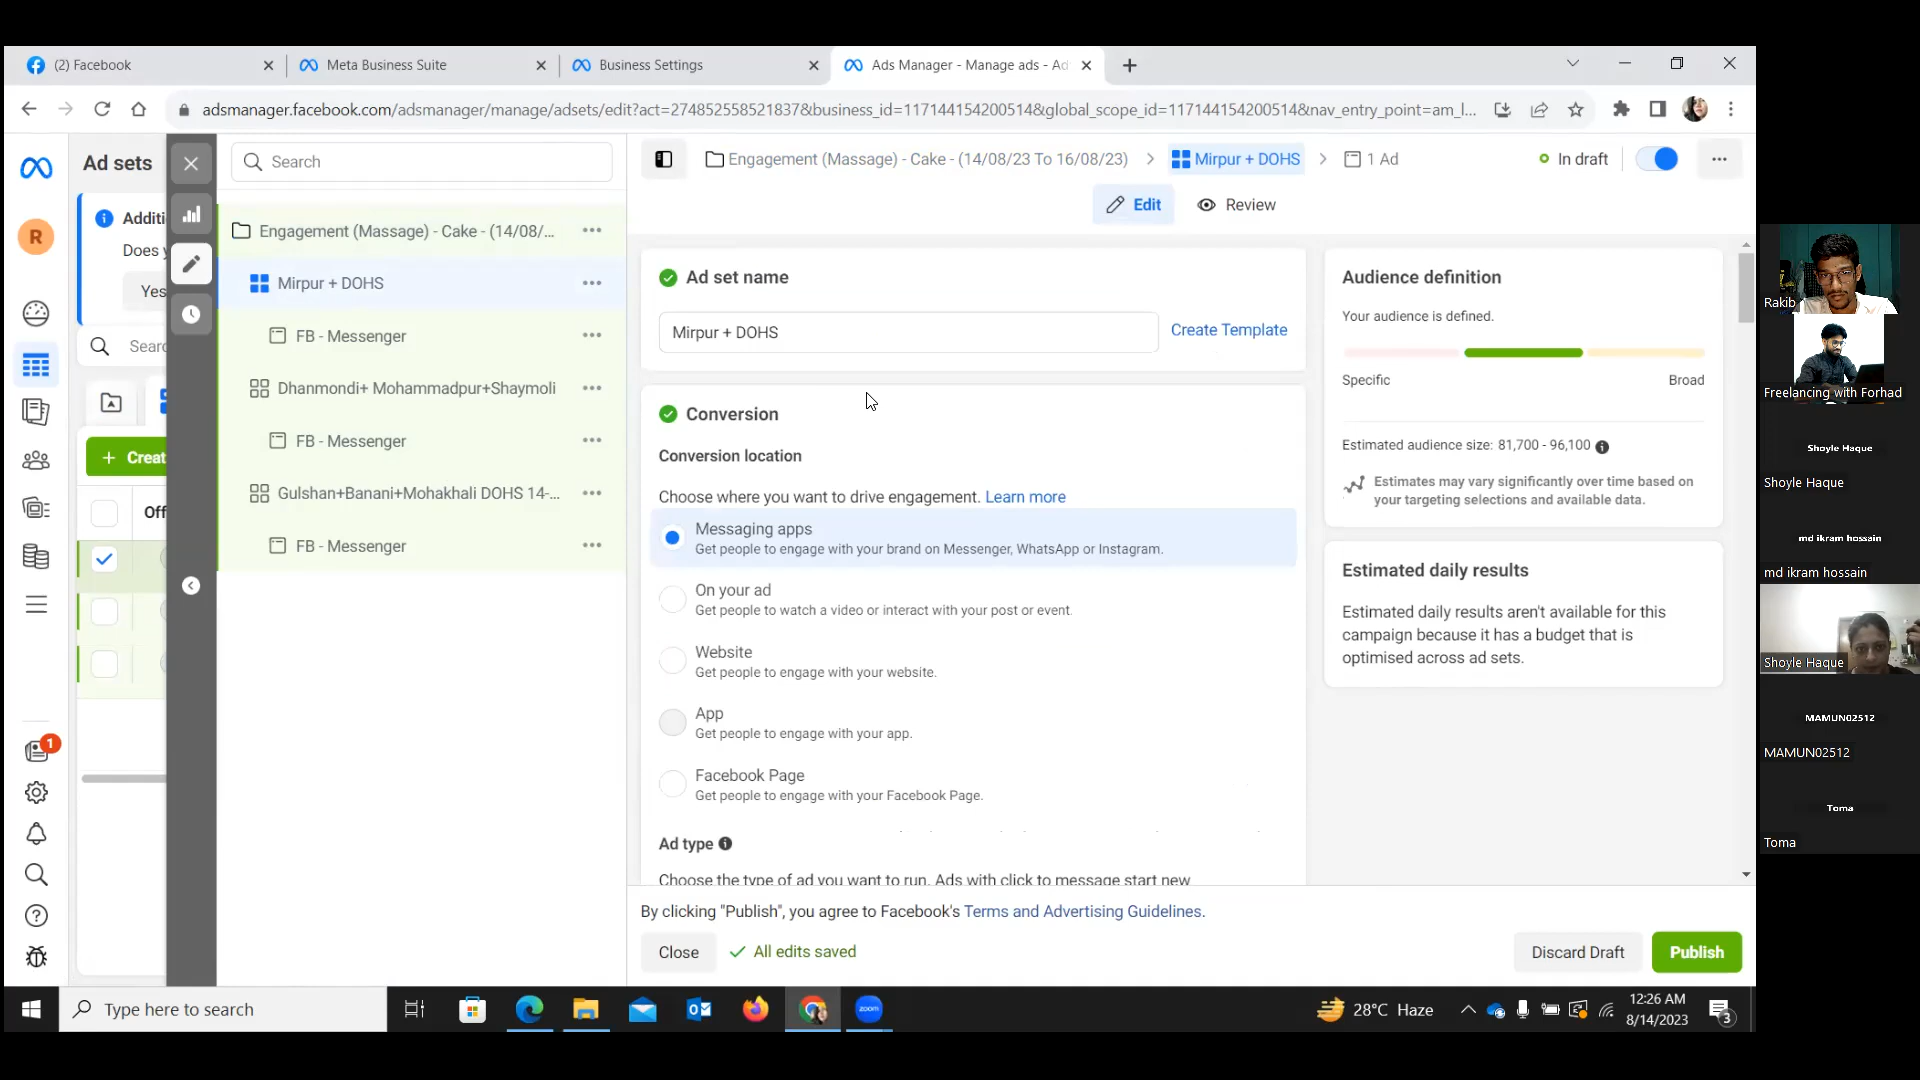 (2) Facebook
Meta Business Suite
Business Settings
Ads Manager - Manage ads - Ad
adsmanager.facebook.com/adsmanager/manage/adsets/edit?act=274852558521837&business_id=117144154200514&global_scope_id=117144154200514&nav_entry_point=am_l...
Ad sets
Search
Engagement (Massage) - Cake - (14/08/23 To 16/08/23)
Mirpur + DOHS
1 Ad
In draft
Edit
Review
R
Additi
Does y
Yes
Searc
Creat
Off
1
Engagement (Massage) - Cake - (14/08/...
Mirpur + DOHS
FB - Messenger
Dhanmondi+ Mohammadpur+Shaymoli
FB - Messenger
Gulshan+Banani+Mohakhali DOHS 14-...
FB - Messenger
Ad set name
Mirpur + DOHS
Create Template
Conversion
Conversion location
Choose where you want to drive engagement. Learn more
Messaging apps
Get people to engage with your brand on Messenger, WhatsApp or Instagram.
On your ad
Get people to watch a video or interact with your post or event.
Website
Get people to engage with your website.
App
Get people to engage with your app.
Facebook Page
Get people to engage with your Facebook Page.
Ad type
Choose the type of ad you want to run. Ads with click to message start new
Audience definition
Your audience is defined.
Specific
Broad
Estimated audience size: 81,700 - 96,100
Estimates may vary significantly over time based on
your targeting selections and available data.
Estimated daily results
Estimated daily results aren't available for this
campaign because it has a budget that is
optimised across ad sets.
By clicking "Publish", you agree to Facebook's Terms and Advertising Guidelines.
Close
All edits saved
Discard Draft
Publish
Type here to search
zoom
28°C Haze
12:26 AM
8/14/2023
3
Rakib
Freelancing with Forhad
Shoyle Haque
Shoyle Haque
md ikram hossain
md ikram hossain
Shoyle Haque
MAMUN02512
MAMUN02512
Toma
Toma